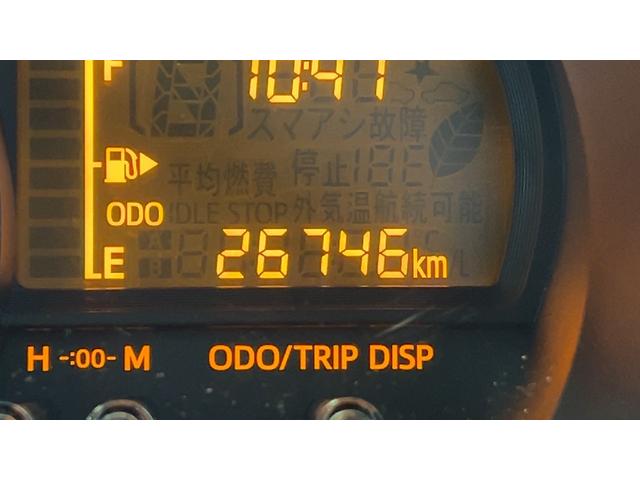 F
10:41
スマアシ故障
平均燃費 停止
ODO
IDLE STOP 外気温航続可能
E
26746km
H -:00- M ODO/TRIP DISP